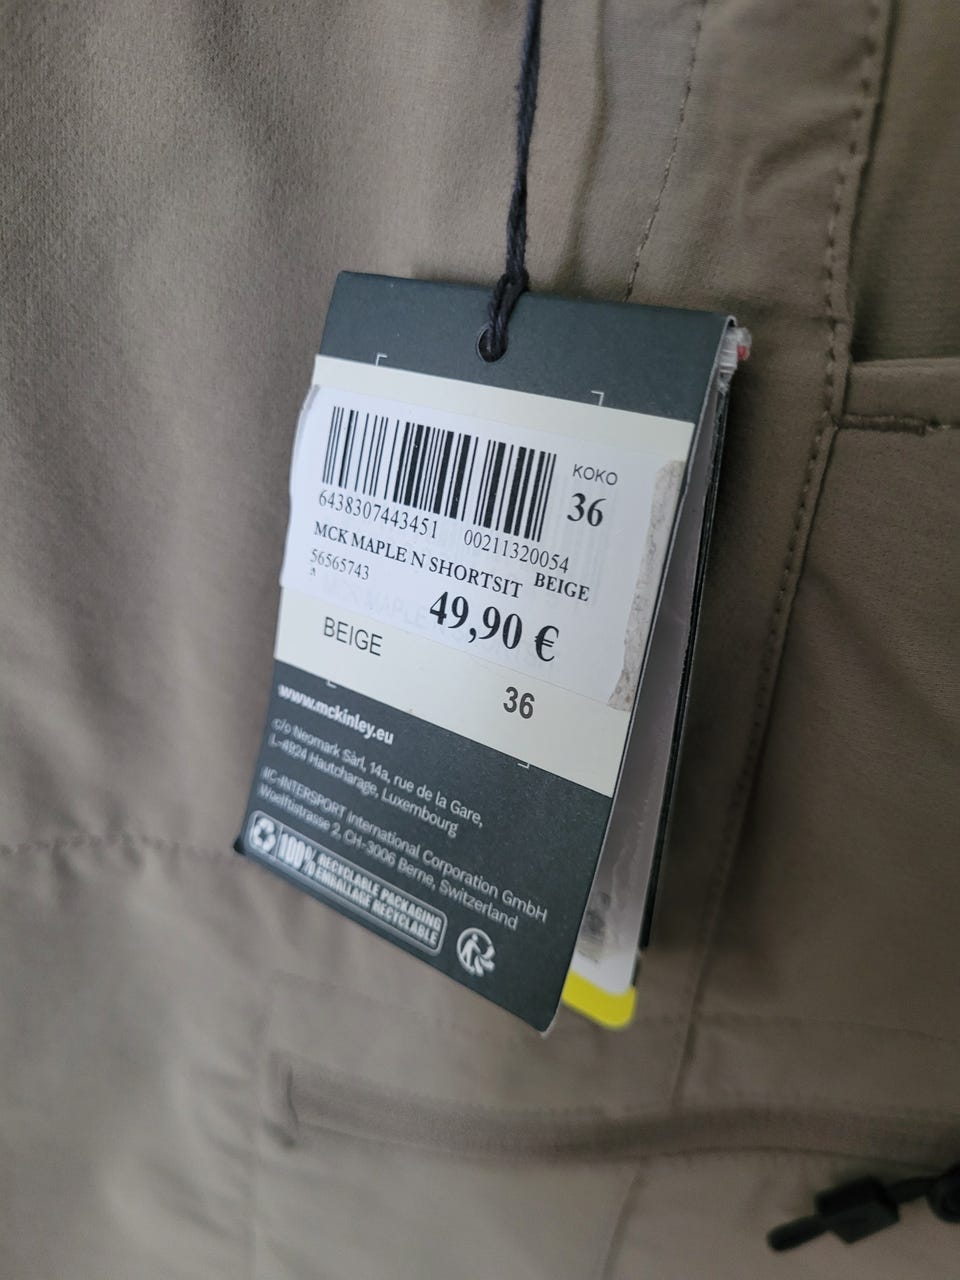 KOKO
36
6438307443451 00211320054
MCK MAPLE N SHORTSIT BEIGE
56565743
49,90 €
BEIGE
36
www.mckinley.eu
c/o Neomark Sàrl, 14a, rue de la Gare,
L-4924 Hautcharage, Luxembourg
IIC-INTERSPORT International Corporation GmbH
Woelflistrasse 2, CH-3006 Berne, Switzerland
100% RECYCLABLE PACKAGING
EMBALLAGE RECYCLABLE